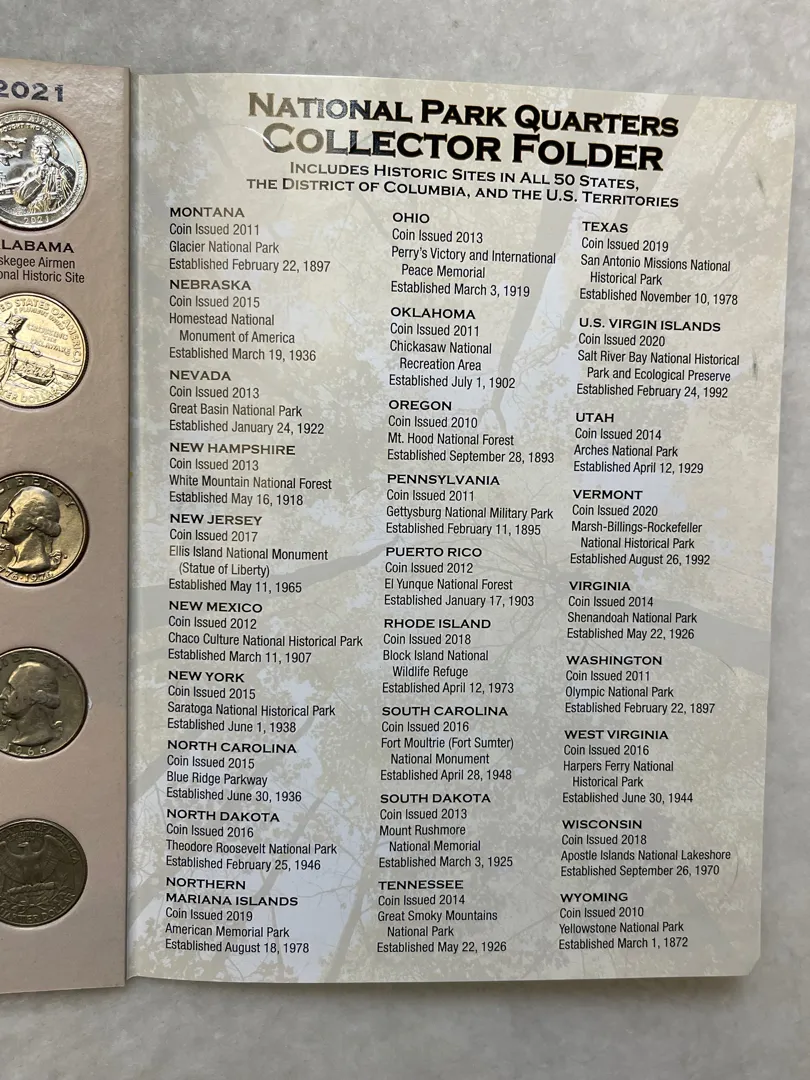 2021
2021
LABAMA
skegee Airmen
onal Historic Site
LIBERTY
1966
NATIONAL PARK QUARTERS
COLLECTOR FOLDER
INCLUDES HISTORIC SITES IN ALL 50 STATES,
THE DISTRICT OF COLUMBIA, AND THE U.S. TERRITORIES
MONTANA
Coin Issued 2011
Glacier National Park
Established February 22, 1897
NEBRASKA
Coin Issued 2015
Homestead National
Monument of America
Established March 19, 1936
NEVADA
Coin Issued 2013
Great Basin National Park
Established January 24, 1922
NEW HAMPSHIRE
Coin Issued 2013
White Mountain National Forest
Established May 16, 1918
NEW JERSEY
Coin Issued 2017
Ellis Island National Monument
(Statue of Liberty)
Established May 11, 1965
NEW MEXICO
Coin Issued 2012
Chaco Culture National Historical Park
Established March 11, 1907
NEW YORK
Coin Issued 2015
Saratoga National Historical Park
Established June 1, 1938
NORTH CAROLINA
Coin Issued 2015
Blue Ridge Parkway
Established June 30, 1936
NORTH DAKOTA
Coin Issued 2016
Theodore Roosevelt National Park
Established February 25, 1946
NORTHERN
MARIANA ISLANDS
Coin Issued 2019
American Memorial Park
Established August 18, 1978
OHIO
Coin Issued 2013
Perry's Victory and International
Peace Memorial
Established March 3, 1919
OKLAHOMA
Coin Issued 2011
Chickasaw National
Recreation Area
Established July 1, 1902
OREGON
Coin Issued 2010
Mt. Hood National Forest
Established September 28, 1893
PENNSYLVANIA
Coin Issued 2011
Gettysburg National Military Park
Established February 11, 1895
PUERTO RICO
Coin Issued 2012
El Yunque National Forest
Established January 17, 1903
RHODE ISLAND
Coin Issued 2018
Block Island National
Wildlife Refuge
Established April 12, 1973
SOUTH CAROLINA
Coin Issued 2016
Fort Moultrie (Fort Sumter)
National Monument
Established April 28, 1948
SOUTH DAKOTA
Coin Issued 2013
Mount Rushmore
National Memorial
Established March 3, 1925
TENNESSEE
Coin Issued 2014
Great Smoky Mountains
National Park
Established May 22, 1926
TEXAS
Coin Issued 2019
San Antonio Missions National
Historical Park
Established November 10, 1978
U.S. VIRGIN ISLANDS
Coin Issued 2020
Salt River Bay National Historical
Park and Ecological Preserve
Established February 24, 1992
UTAH
Coin Issued 2014
Arches National Park
Established April 12, 1929
VERMONT
Coin Issued 2020
Marsh-Billings-Rockefeller
National Historical Park
Established August 26, 1992
VIRGINIA
Coin Issued 2014
Shenandoah National Park
Established May 22, 1926
WASHINGTON
Coin Issued 2011
Olympic National Park
Established February 22, 1897
WEST VIRGINIA
Coin Issued 2016
Harpers Ferry National
Historical Park
Established June 30, 1944
WISCONSIN
Coin Issued 2018
Apostle Islands National Lakeshore
Established September 26, 1970
WYOMING
Coin Issued 2010
Yellowstone National Park
Established March 1, 1872